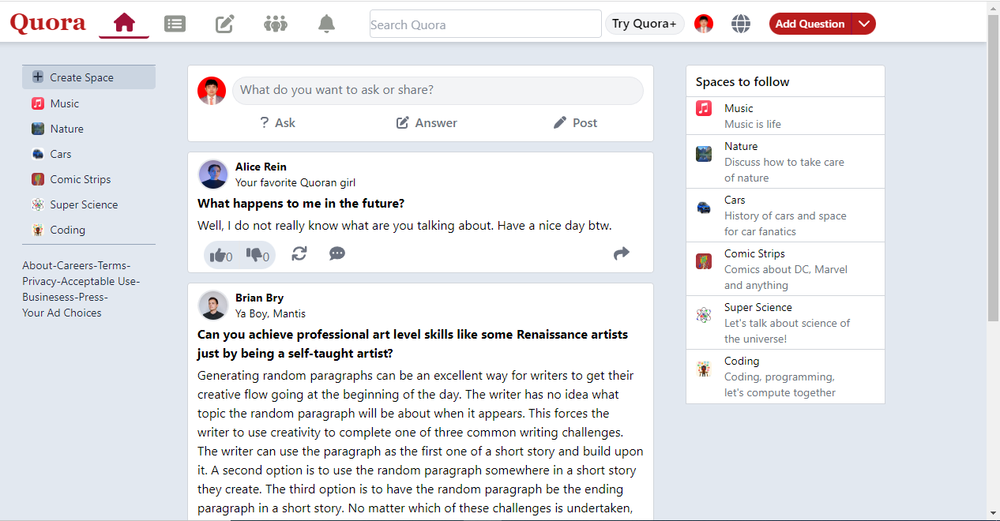 Quora
Search Quora
Try Quora+
Add Question
Create Space
Music
Nature
Cars
Comic Strips
Super Science
Coding
About-Careers-Terms-
Privacy-Acceptable Use-
Businesess-Press-
Your Ad Choices
What do you want to ask or share?
? Ask
Answer
Post
Alice Rein
Your favorite Quoran girl
What happens to me in the future?
Well, I do not really know what are you talking about. Have a nice day btw.
0 0
Brian Bry
Ya Boy, Mantis
Can you achieve professional art level skills like some Renaissance artists
just by being a self-taught artist?
Generating random paragraphs can be an excellent way for writers to get their
creative flow going at the beginning of the day. The writer has no idea what
topic the random paragraph will be about when it appears. This forces the
writer to use creativity to complete one of three common writing challenges.
The writer can use the paragraph as the first one of a short story and build upon
it. A second option is to use the random paragraph somewhere in a short story
they create. The third option is to have the random paragraph be the ending
paragraph in a short story. No matter which of these challenges is undertaken,
Spaces to follow
Music
Music is life
Nature
Discuss how to take care
of nature
Cars
History of cars and space
for car fanatics
Comic Strips
Comics about DC, Marvel
and anything
Super Science
Let's talk about science of
the universe!
Coding
Coding, programming,
let's compute together